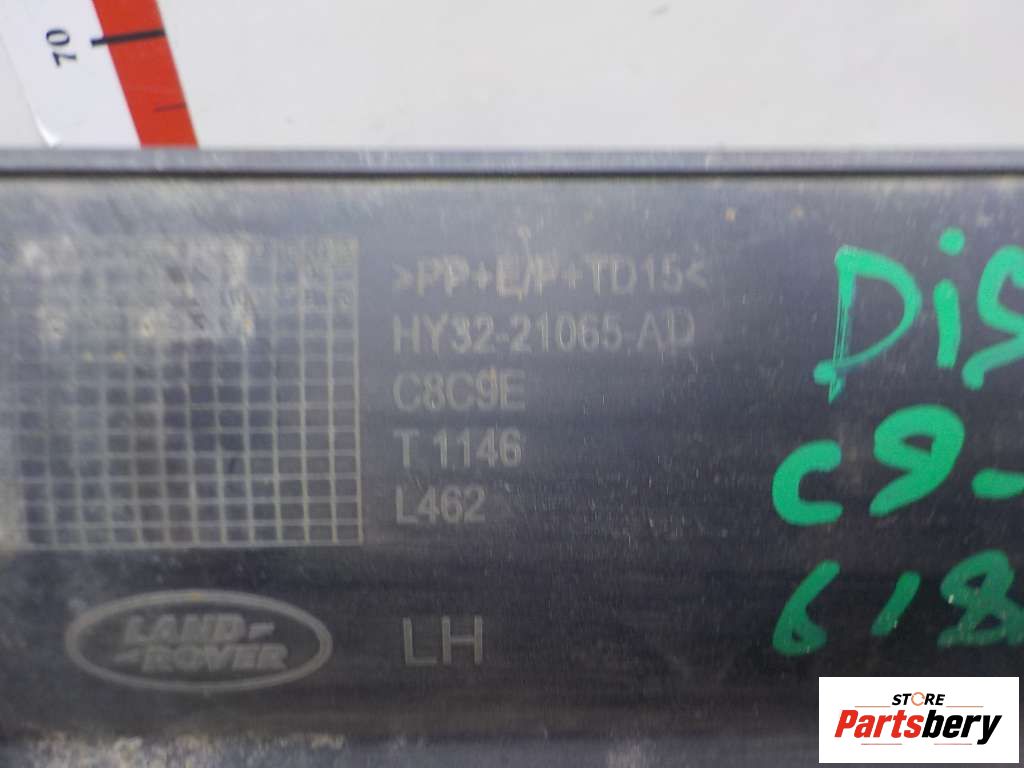 70
>PP+E/P+TD15<
HY32-21065-AD
C8C9E
T 1146
L462
LAND
ROVER
LH
Dis
C9-
618
STORE
Partsbery